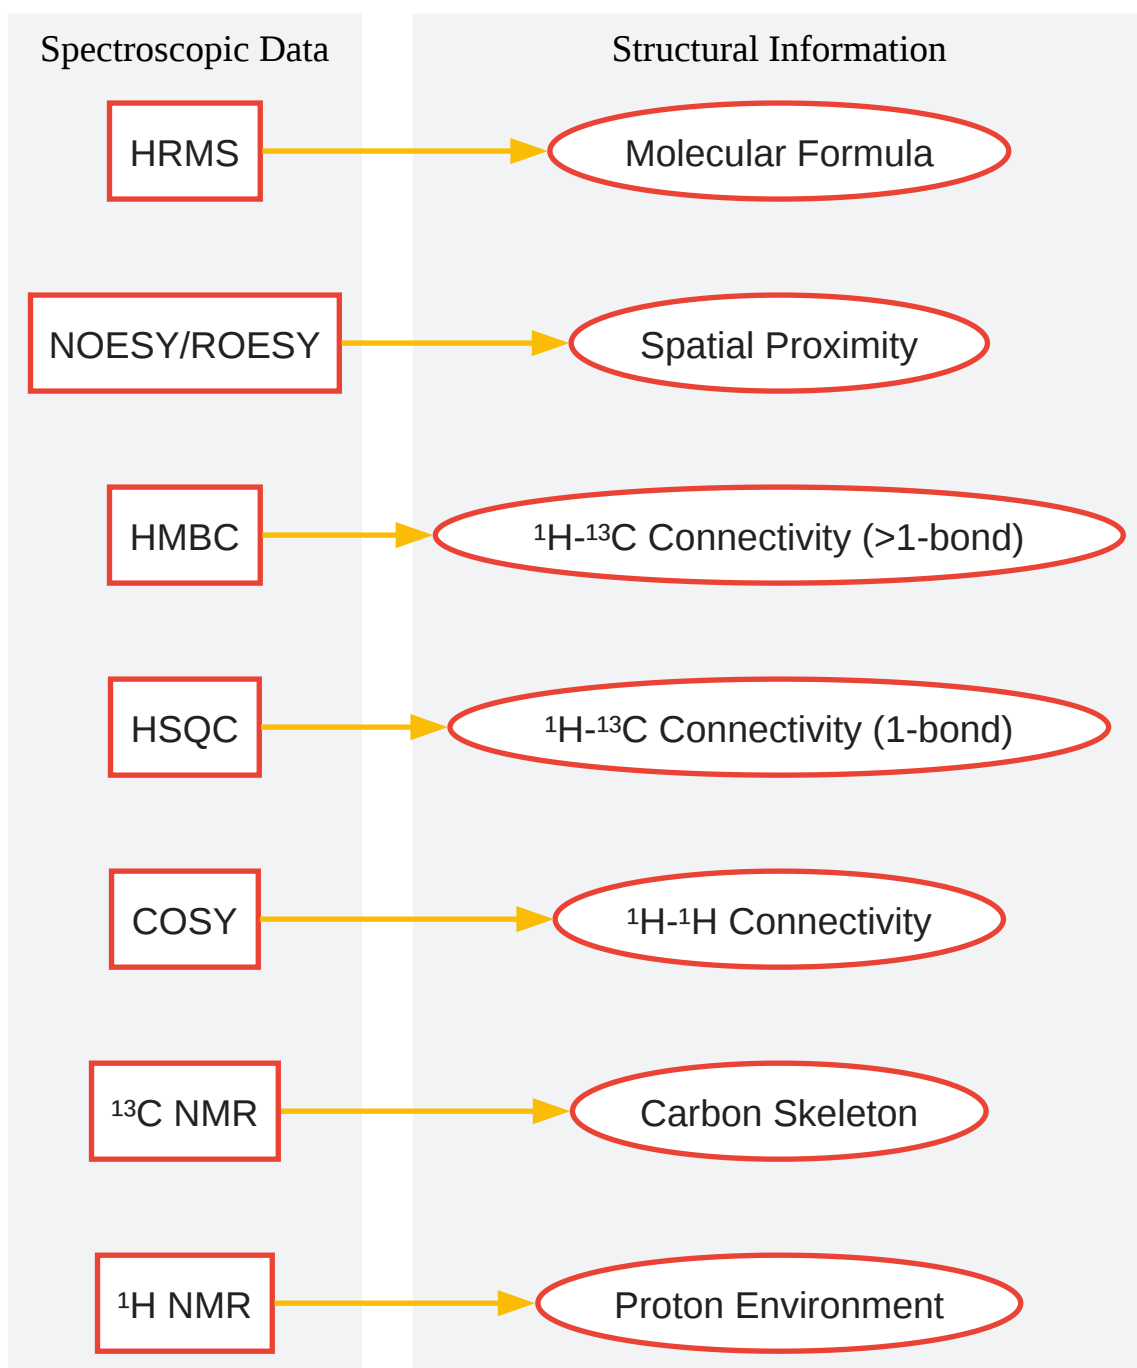 Spectroscopic Data
Structural Information
HRMS
Molecular Formula
NOESY/ROESY
Spatial Proximity
HMBC
¹H-¹³C Connectivity (>1-bond)
HSQC
¹H-¹³C Connectivity (1-bond)
COSY
¹H-¹H Connectivity
¹³C NMR
Carbon Skeleton
¹H NMR
Proton Environment